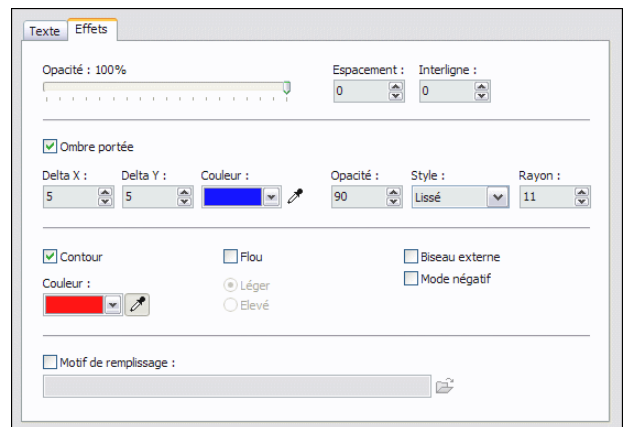 Texte Effets
Opacité : 100% Espacement : Interligne :
0 0
Ombre portée
Delta X : Delta Y : Couleur : Opacité : Style : Rayon :
5 5 90 Lissé 11
Contour Flou Biseau externe
Couleur : Léger Mode négatif
Elevé
Motif de remplissage :